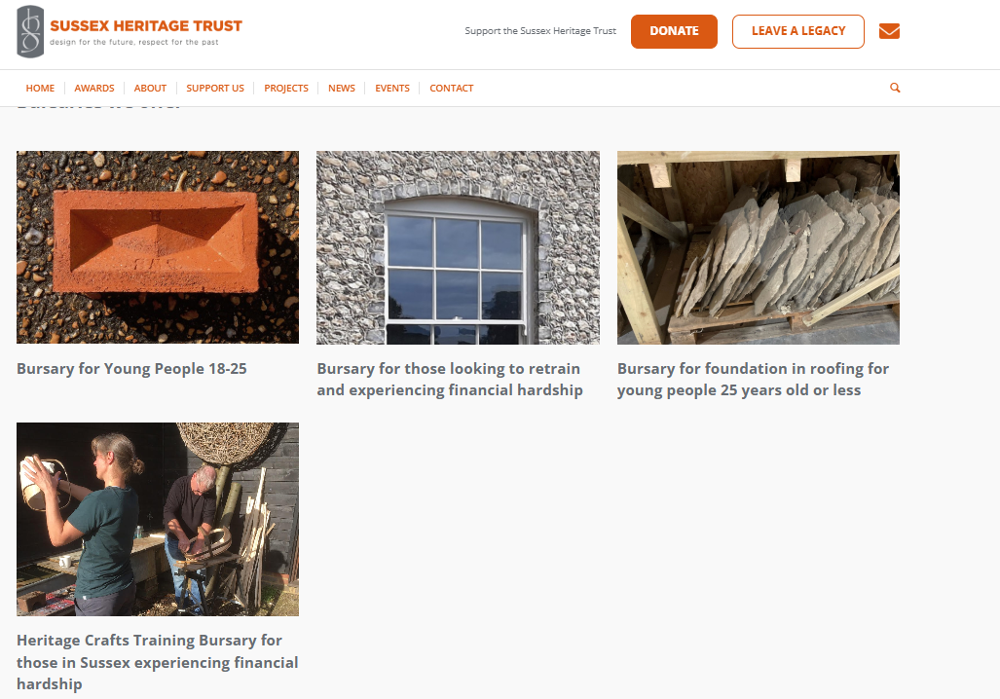 SUSSEX HERITAGE TRUST
design for the future, respect for the past
Support the Sussex Heritage Trust
DONATE
LEAVE A LEGACY
HOME
AWARDS
ABOUT
SUPPORT US
PROJECTS
NEWS
EVENTS
CONTACT
Bursary for Young People 18-25
Bursary for those looking to retrain
and experiencing financial hardship
Bursary for foundation in roofing for
young people 25 years old or less
Heritage Crafts Training Bursary for
those in Sussex experiencing financial
hardship